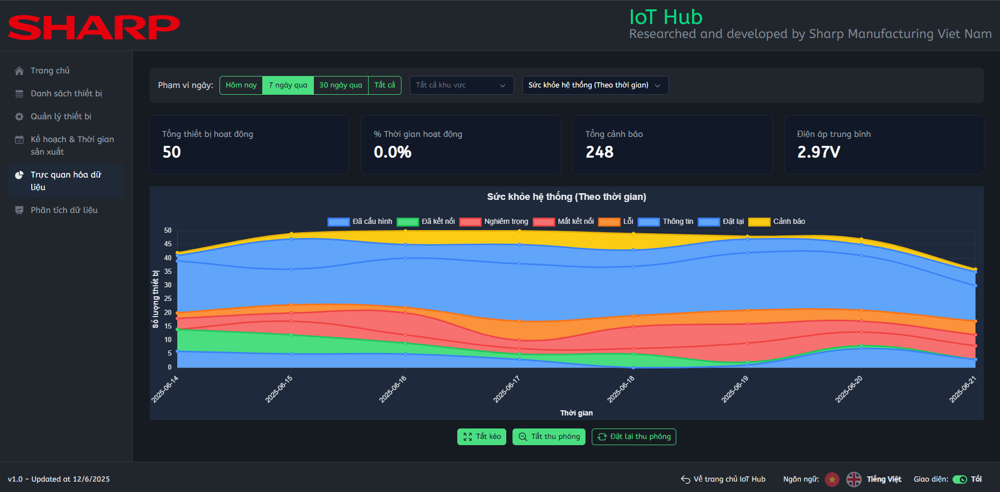 SHARP
IoT Hub
Researched and developed by Sharp Manufacturing Viet Nam
Trang chủ
Danh sách thiết bị
Quản lý thiết bị
Kế hoạch & Thời gian
sản xuất
Trực quan hóa dữ
liệu
Phân tích dữ liệu
Phạm vi ngày: Hôm nay 7 ngày qua 30 ngày qua Tất cả Tất cả khu vực Sức khỏe hệ thống (Theo thời gian)
Tổng thiết bị hoạt động
50
% Thời gian hoạt động
0.0%
Tổng cảnh báo
248
Điện áp trung bình
2.97V
Sức khỏe hệ thống (Theo thời gian)
Đã cấu hình Đã kết nối Nghiêm trọng Mất kết nối Lỗi Thông tin Đặt lại Cảnh báo
Số lượng thiết bị
50
45
40
35
30
25
20
15
10
5
0
2025-06-14 2025-06-15 2025-06-16 2025-06-17 2025-06-18 2025-06-19 2025-06-20 2025-06-21
Thời gian
Tắt kéo Tắt thu phóng Đặt lại thu phóng
v1.0 - Updated at 12/6/2025 Về trang chủ IoT Hub Ngôn ngữ: Tiếng Việt Giao diện: Tối